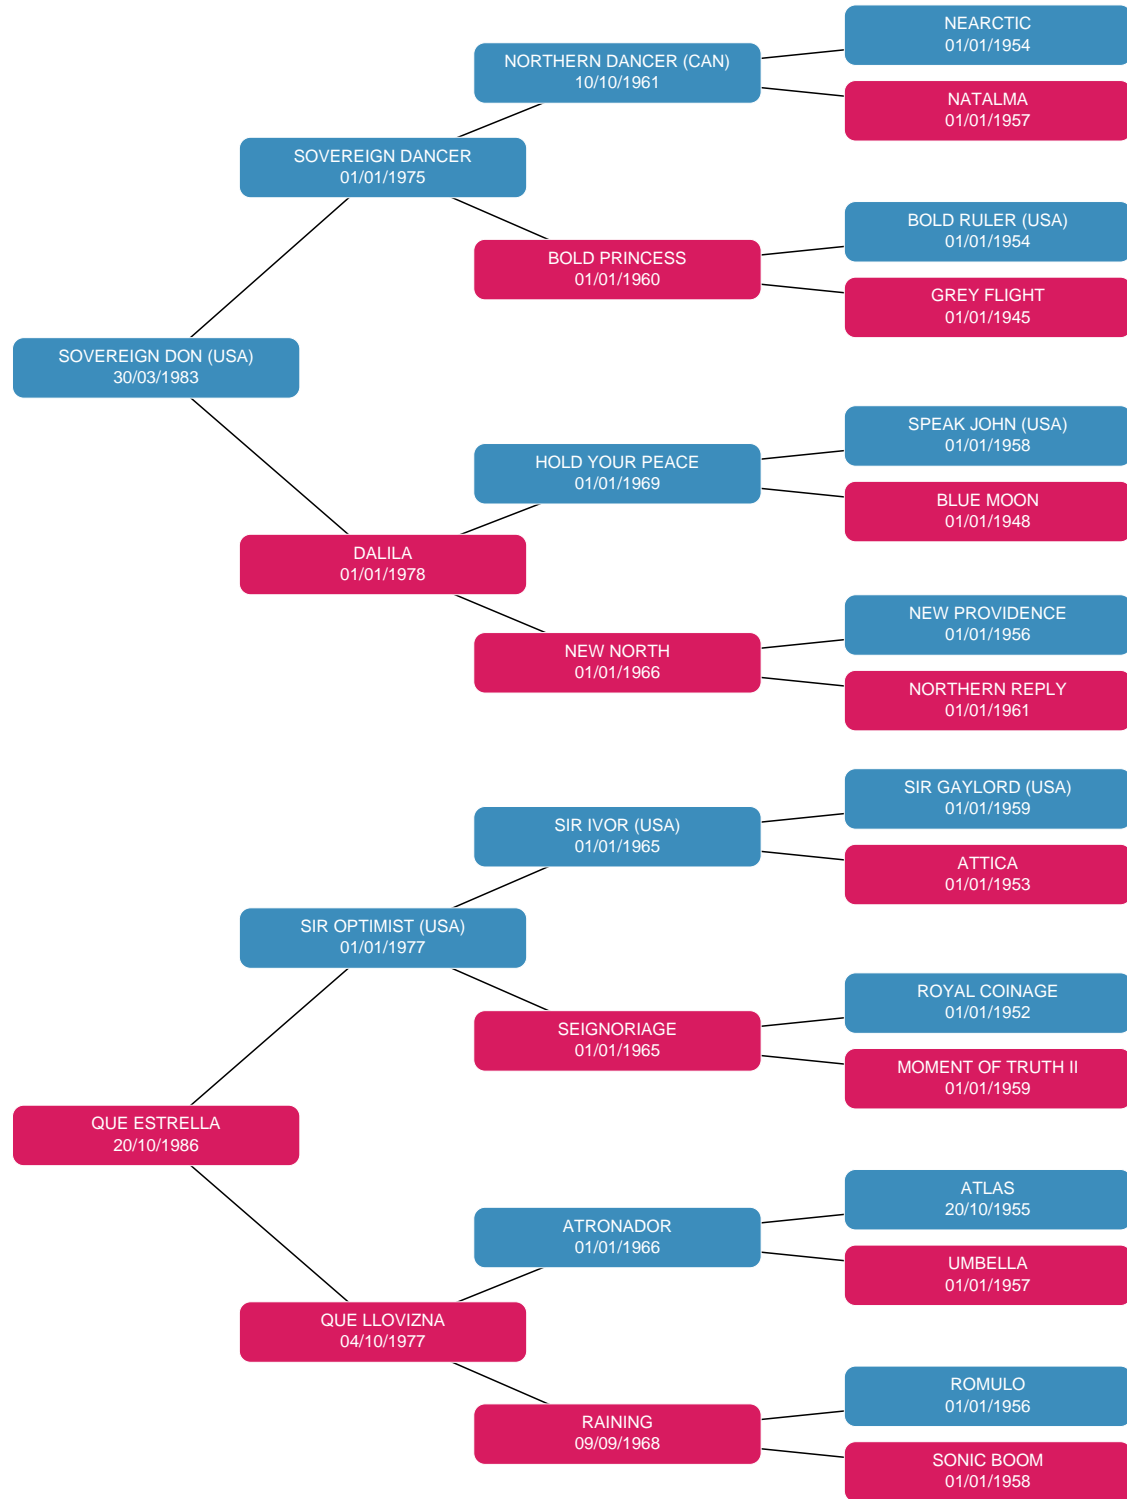 NEARCTIC
01/01/1954
NORTHERN DANCER (CAN)
10/10/1961
NATALMA
01/01/1957
SOVEREIGN DANCER
01/01/1975
BOLD RULER (USA)
01/01/1954
BOLD PRINCESS
01/01/1960
GREY FLIGHT
01/01/1945
SOVEREIGN DON (USA)
30/03/1983
SPEAK JOHN (USA)
01/01/1958
HOLD YOUR PEACE
01/01/1969
BLUE MOON
01/01/1948
DALILA
01/01/1978
NEW PROVIDENCE
01/01/1956
NEW NORTH
01/01/1966
NORTHERN REPLY
01/01/1961
SIR GAYLORD (USA)
01/01/1959
SIR IVOR (USA)
01/01/1965
ATTICA
01/01/1953
SIR OPTIMIST (USA)
01/01/1977
ROYAL COINAGE
01/01/1952
SEIGNORIAGE
01/01/1965
MOMENT OF TRUTH II
01/01/1959
QUE ESTRELLA
20/10/1986
ATLAS
20/10/1955
ATRONADOR
01/01/1966
UMBELLA
01/01/1957
QUE LLOVIZNA
04/10/1977
ROMULO
01/01/1956
RAINING
09/09/1968
SONIC BOOM
01/01/1958